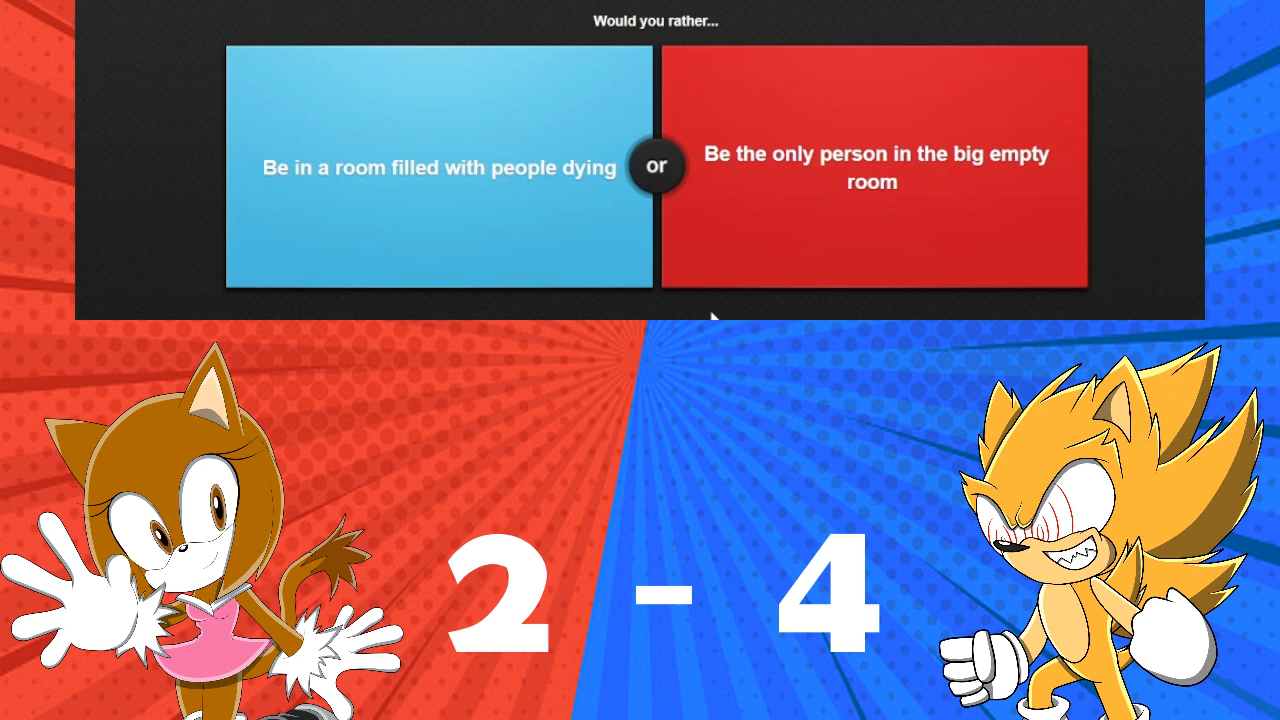 Would you rather...
Be in a room filled with people dying
or
Be the only person in the big empty
room
2 - 4